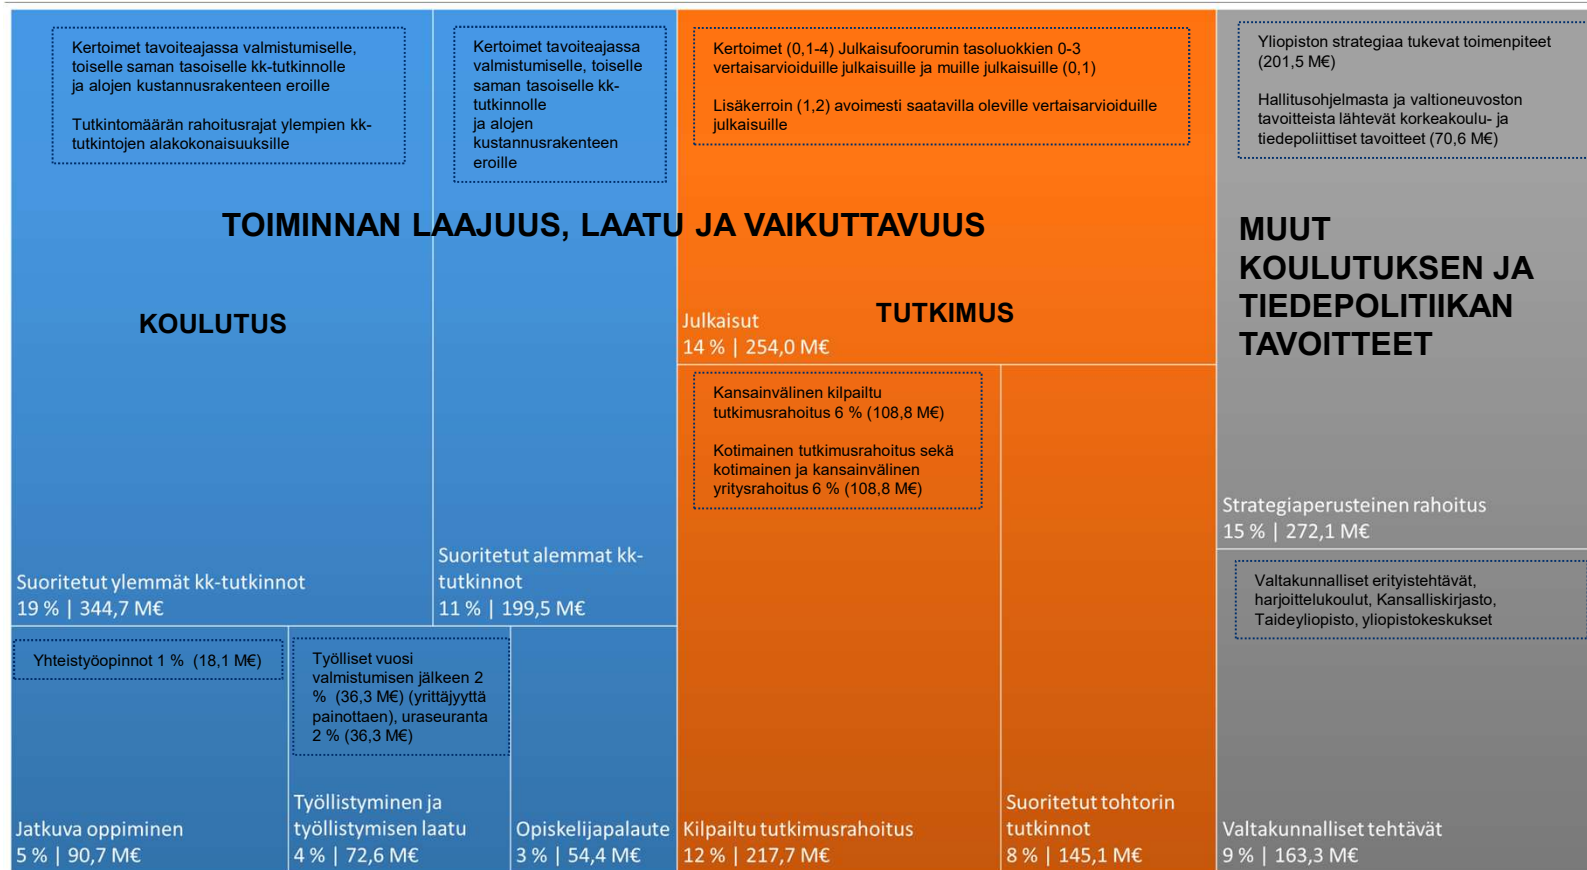 Kertoimet tavoiteajassa valmistumiselle,
toiselle saman tasoiselle kk-tutkinnolle
ja alojen kustannusrakenteen eroille
Tutkintomäärän rahoitusrajat ylempien kk-
tutkintojen alakokonaisuuksille
Kertoimet tavoiteajassa
valmistumiselle, toiselle
saman tasoiselle kk-
tutkinnolle
ja alojen
kustannusrakenteen
eroille
Kertoimet (0,1-4) Julkaisufoorumin tasoluokkien 0-3
vertaisarvioiduille julkaisuille ja muille julkaisuille (0,1)
Lisäkerroin (1,2) avoimesti saatavilla oleville vertaisarvioiduille
julkaisuille
Yliopiston strategiaa tukevat toimenpiteet
(201,5 M€)
Hallitusohjelmasta ja valtioneuvoston
tavoitteista lähtevät korkeakoulu- ja
tiedepoliittiset tavoitteet (70,6 M€)
TOIMINNAN LAAJUUS, LAATU JA VAIKUTTAVUUS
MUUT
KOULUTUKSEN JA
TIEDEPOLITIIKAN
TAVOITTEET
KOULUTUS
TUTKIMUS
Julkaisut
14 % | 254,0 M€
Kansainvälinen kilpailtu
tutkimusrahoitus 6 % (108,8 M€)
Kotimainen tutkimusrahoitus sekä
kotimainen ja kansainvälinen
yritysrahoitus 6 % (108,8 M€)
Strategiaperusteinen rahoitus
15 % | 272,1 M€
Suoritetut ylemmät kk-tutkinnot
19 % | 344,7 M€
Suoritetut alemmat kk-
tutkinnot
11 % | 199,5 M€
Valtakunnalliset erityistehtävät,
harjoittelukoulut, Kansalliskirjasto,
Taideyliopisto, yliopistokeskukset
Yhteistyöopinnot 1 % (18,1 M€)
Työlliset vuosi
valmistumisen jälkeen 2
% (36,3 M€) (yrittäjyyttä
painottaen), uraseuranta
2 % (36,3 M€)
Jatkuva oppiminen
5 % | 90,7 M€
Työllistyminen ja
työllistymisen laatu
4 % | 72,6 M€
Opiskelijapalaute
3 % | 54,4 M€
Kilpailtu tutkimusrahoitus
12 % | 217,7 M€
Suoritetut tohtorin
tutkinnot
8 % | 145,1 M€
Valtakunnalliset tehtävät
9 % | 163,3 M€